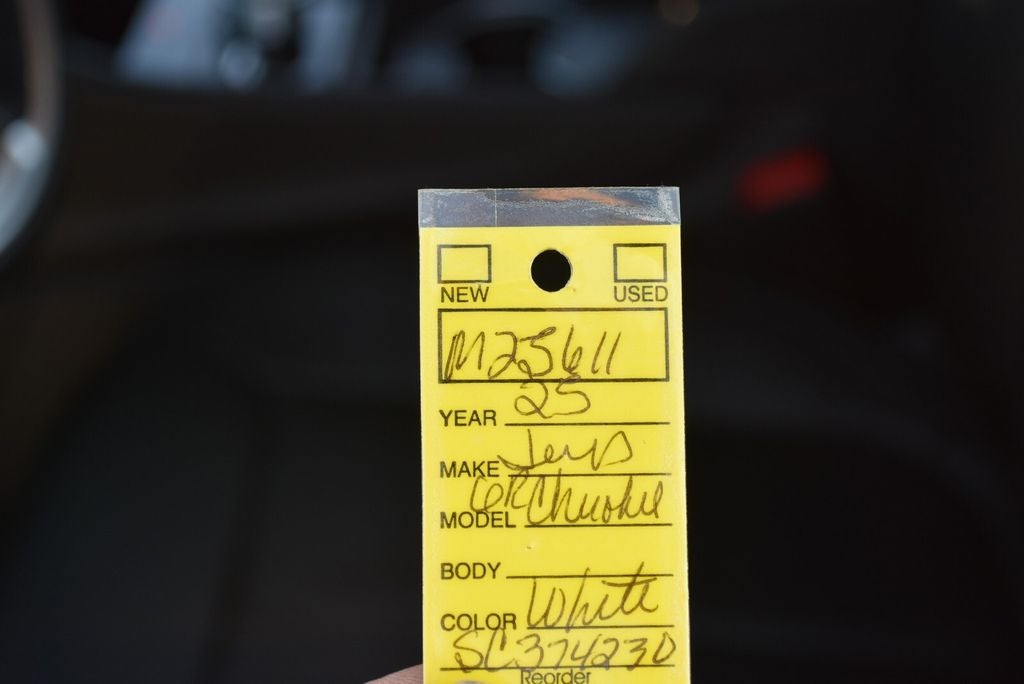 NEW USED
M25611
YEAR 25
MAKE Jeep
MODEL GR Cherokee
BODY
COLOR White
SC374230
Reorder